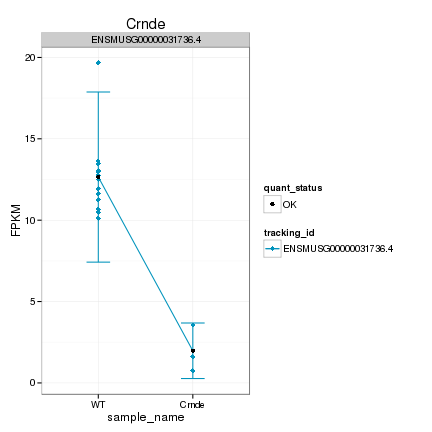 Crnde
ENSMUSG00000031736.4
20
15
10
5
0
FPKM
WT
Crnde
sample_name
quant_status
OK
tracking_id
ENSMUSG00000031736.4